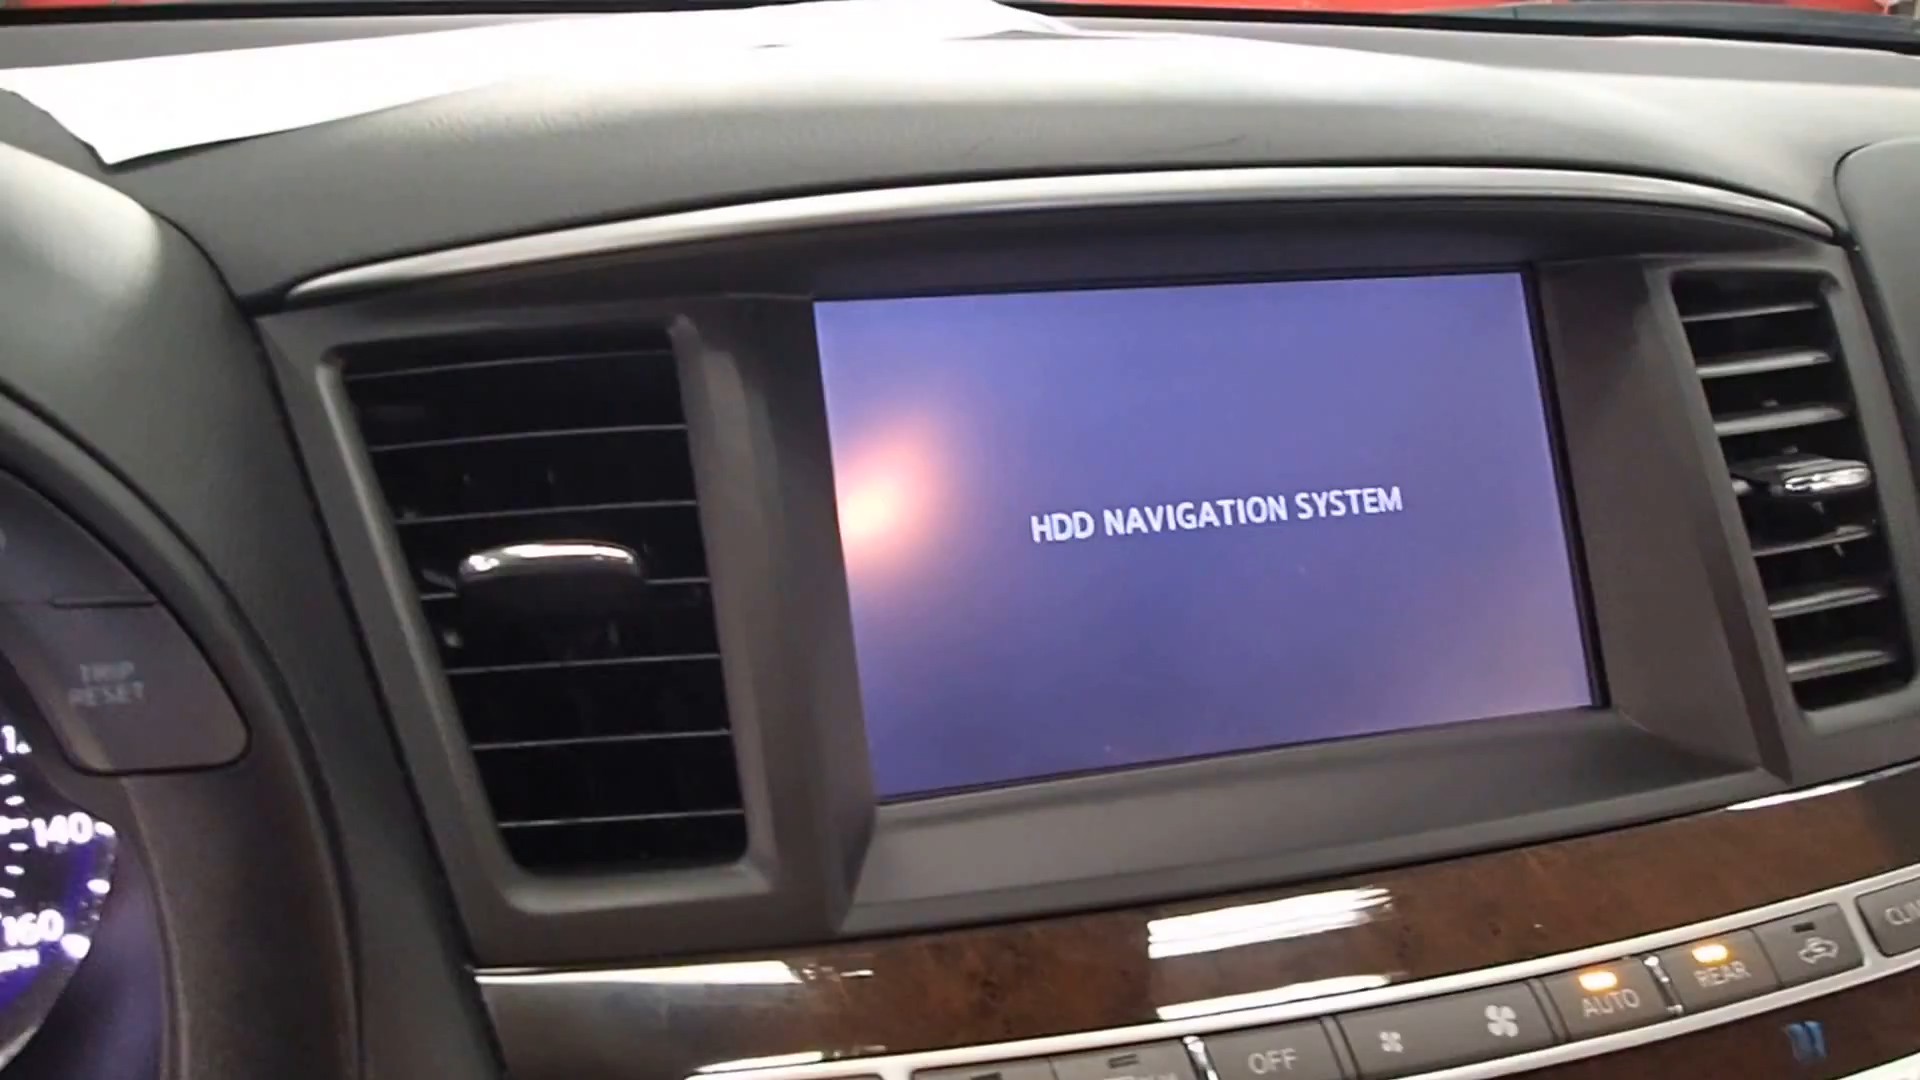 HDD NAVIGATION SYSTEM
TRIP
RESET
140
160
OFF
AUTO
REAR